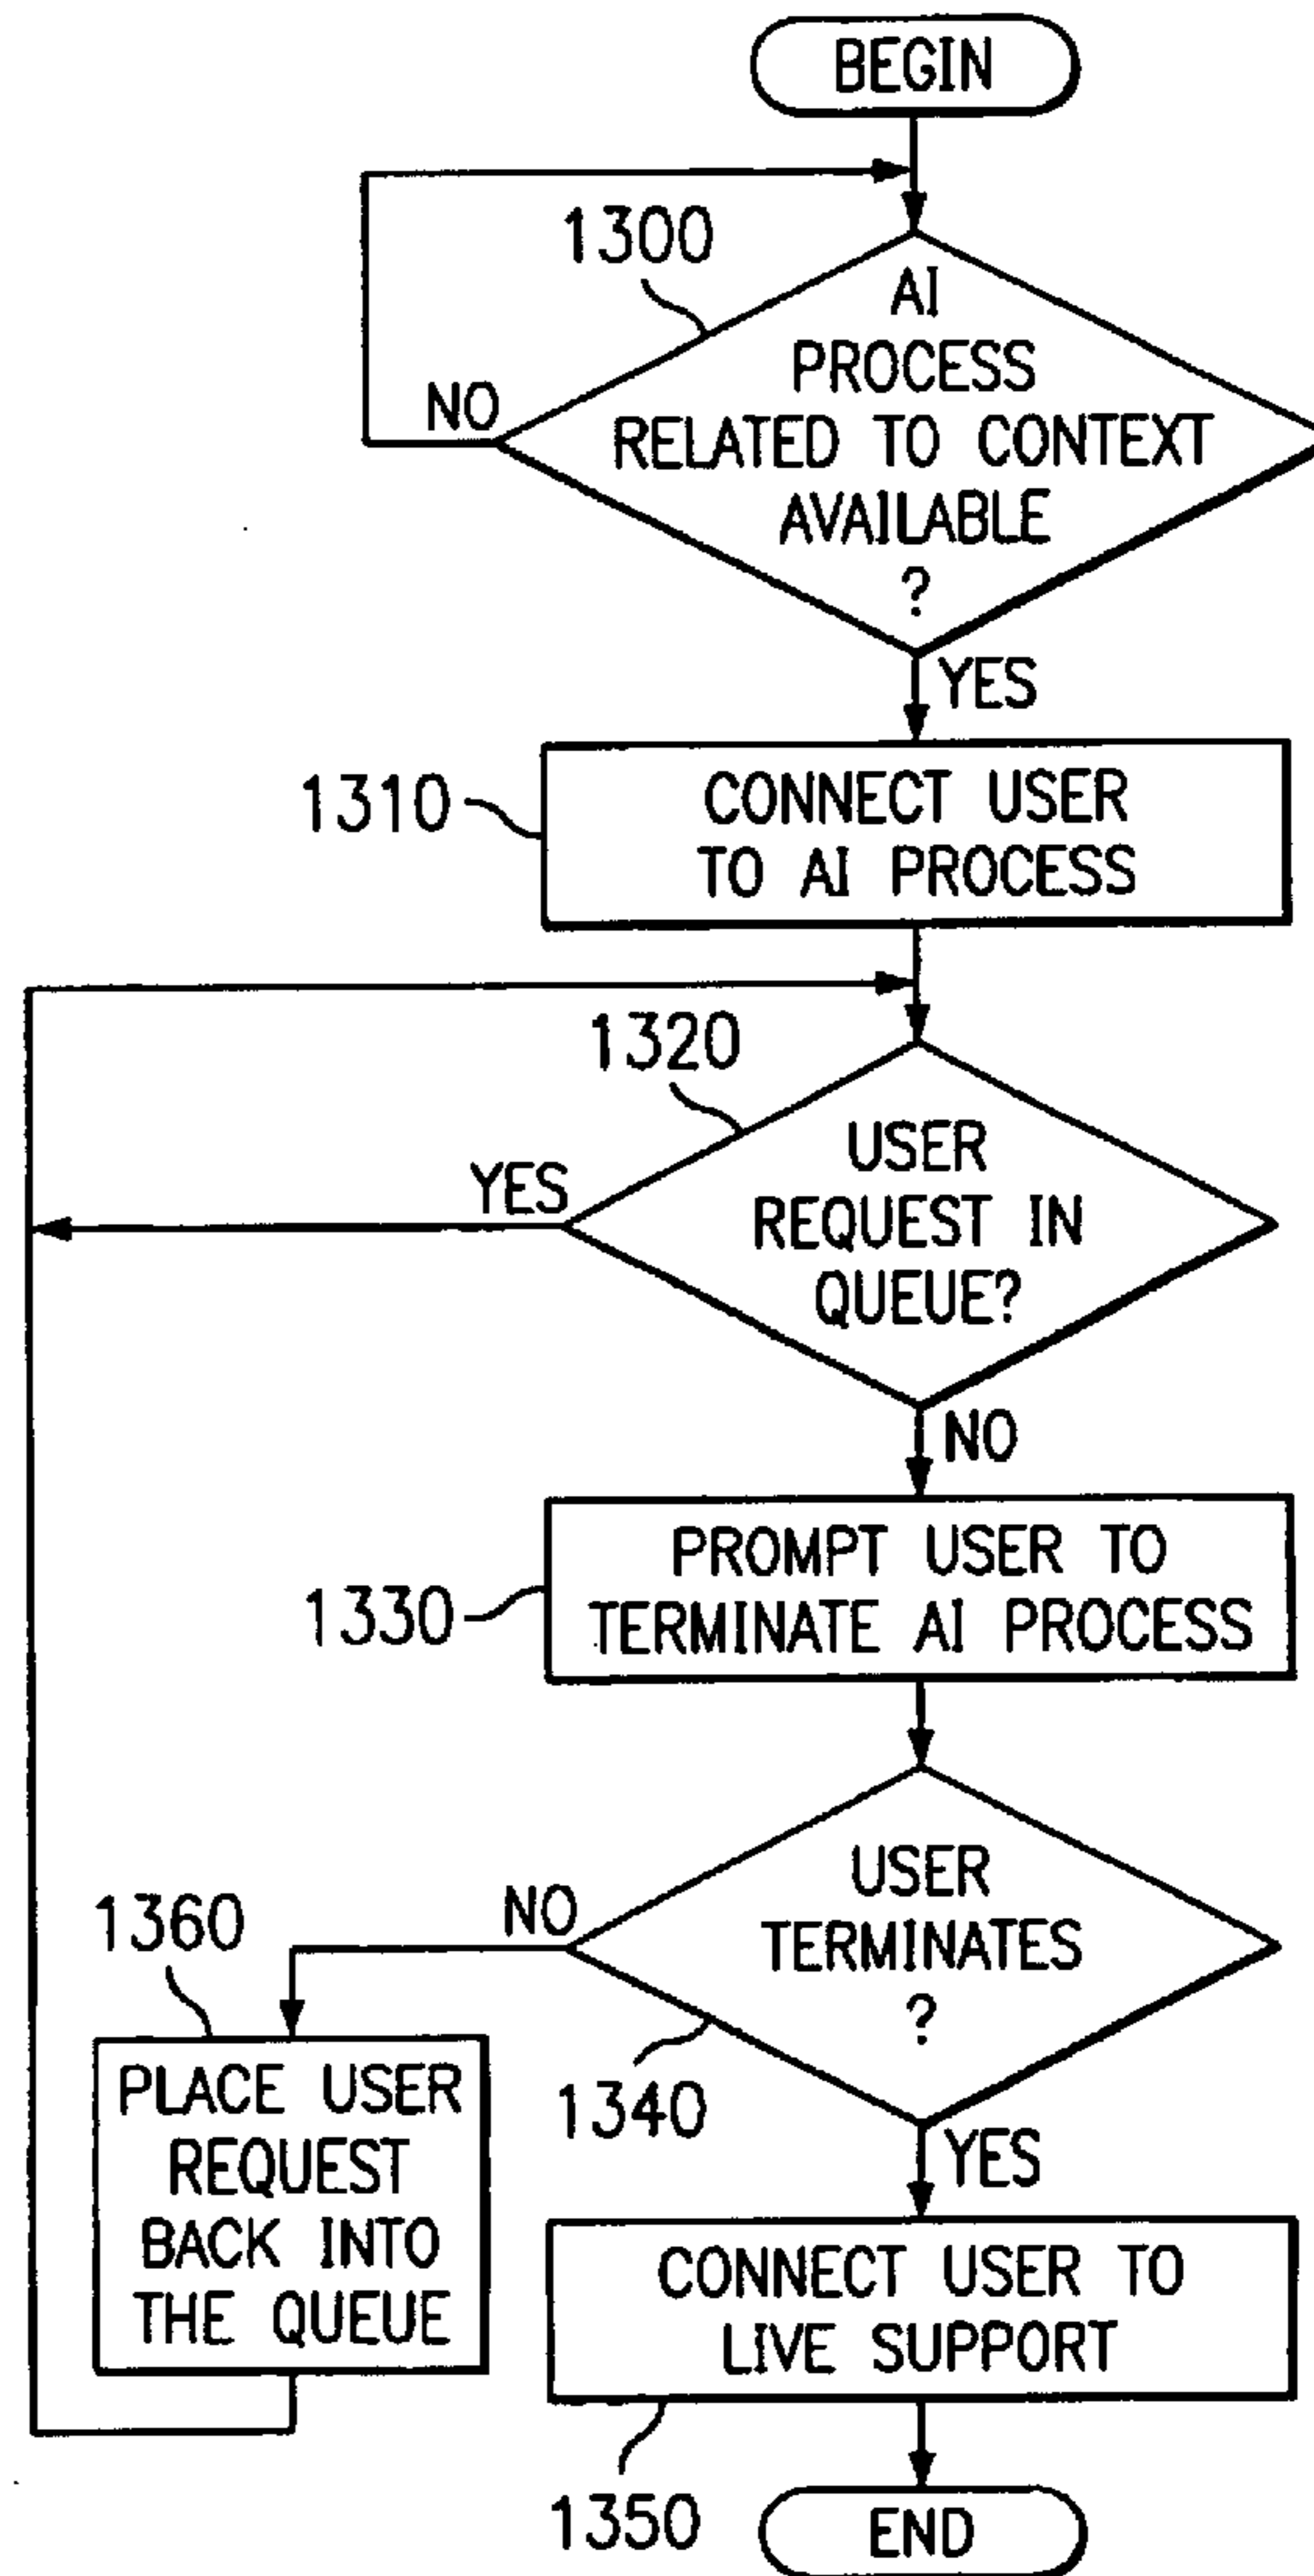 BEGIN
1300
AI
PROCESS
RELATED TO CONTEXT
AVAILABLE
?
NO
YES
1310
CONNECT USER
TO AI PROCESS
1320
USER
REQUEST IN
QUEUE?
YES
NO
1330
PROMPT USER TO
TERMINATE AI PROCESS
USER
TERMINATES
?
NO
1340
YES
1360
PLACE USER
REQUEST
BACK INTO
THE QUEUE
CONNECT USER TO
LIVE SUPPORT
1350
END